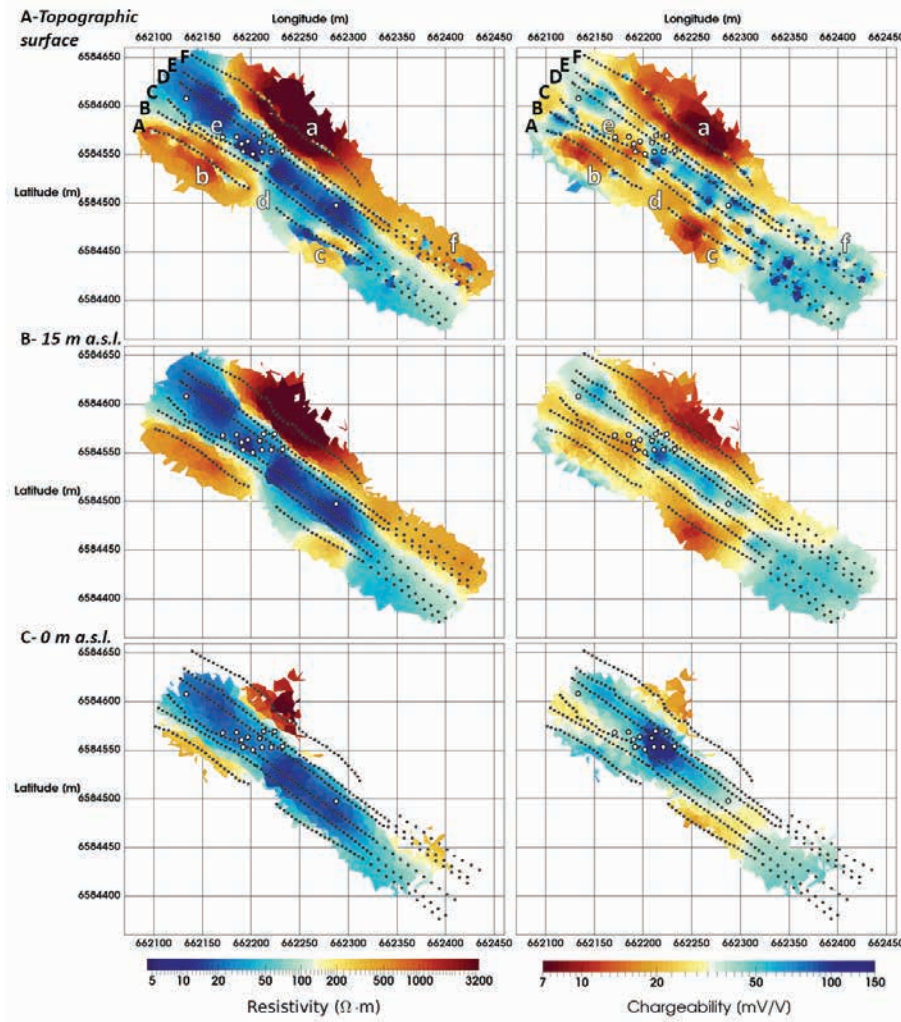 A-Topographic
surface
Longitude (m)
Longitude (m)
662100 662150 662200 662250 662300 662350 662400 662450
662100 662150 662200 662250 662300 662350 662400 662450
6584650
6584600
6584550
Latitude (m)
6584500
6584450
6584400
F
E
D
C
B
A
e
a
b
d
c
f
F
E
D
C
B
A
e
a
b
d
c
f
B- 15 m a.s.l.
6584650
6584600
6584550
Latitude (m)
6584500
6584450
6584400
C- 0 m a.s.l.
6584650
6584600
6584550
Latitude (m)
6584500
6584450
6584400
662100 662150 662200 662250 662300 662350 662400 662450
662100 662150 662200 662250 662300 662350 662400 662450
5 10 20 50 100 200 500 1000 3200
Resistivity (Ω·m)
7 10 20 50 100 150
Chargeability (mV/V)